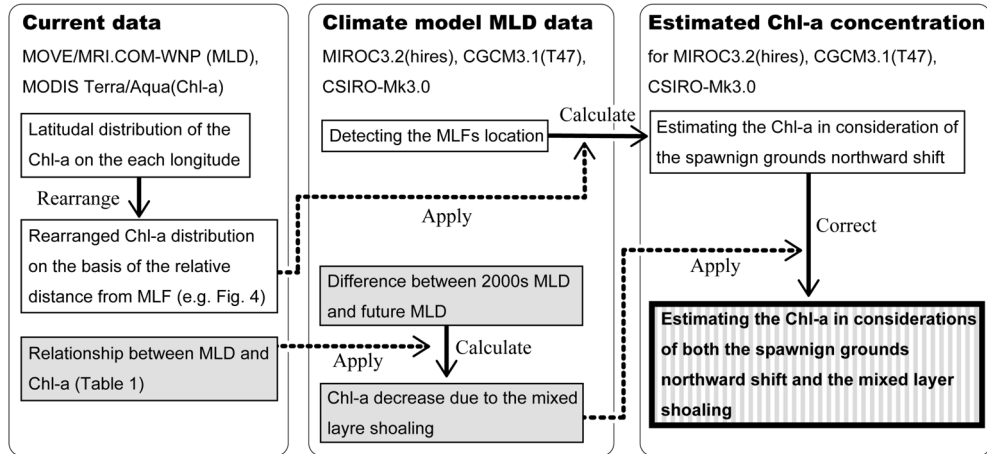 Current data
MOVE/MRI.COM-WNP (MLD),
MODIS Terra/Aqua(Chl-a)
Latitudal distribution of the
Chl-a on the each longitude
Rearrange
Rearranged Chl-a distribution
on the basis of the relative
distance from MLF (e.g. Fig. 4)
Relationship between MLD and
Chl-a (Table 1)
Climate model MLD data
MIROC3.2(hires), CGCM3.1(T47),
CSIRO-Mk3.0
Detecting the MLFs location
Calculate
Apply
Difference between 2000s MLD
and future MLD
Apply
Calculate
Chl-a decrease due to the mixed
layre shoaling
Estimated Chl-a concentration
for MIROC3.2(hires), CGCM3.1(T47),
CSIRO-Mk3.0
Estimating the Chl-a in consideration of
the spawnign grounds northward shift
Correct
Apply
Estimating the Chl-a in considerations
of both the spawnign grounds
northward shift and the mixed layer
shoaling